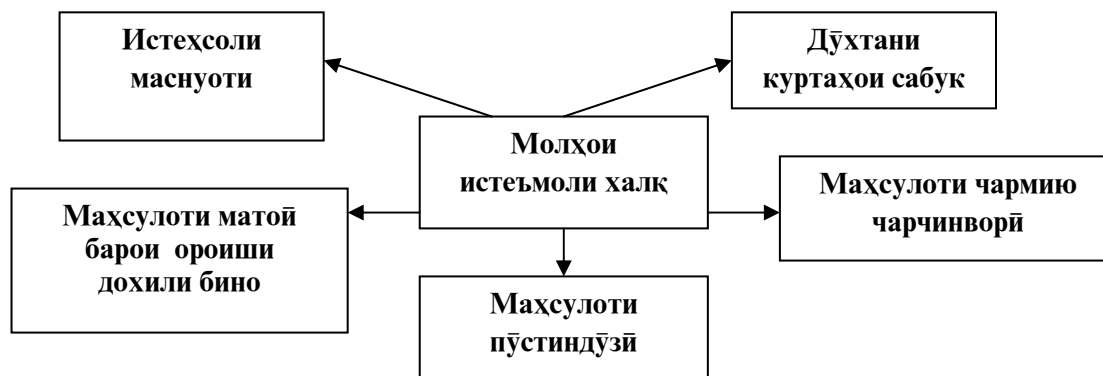 Истеҳсоли
маснуоти
Дӯхтани
куртаҳои сабук
Молҳои
истеъмоли халқ
Маҳсулоти чармию
чарчинворӣ
Маҳсулоти матоӣ
барои ороиши
дохили бино
Маҳсулоти
пӯстиндӯзӣ